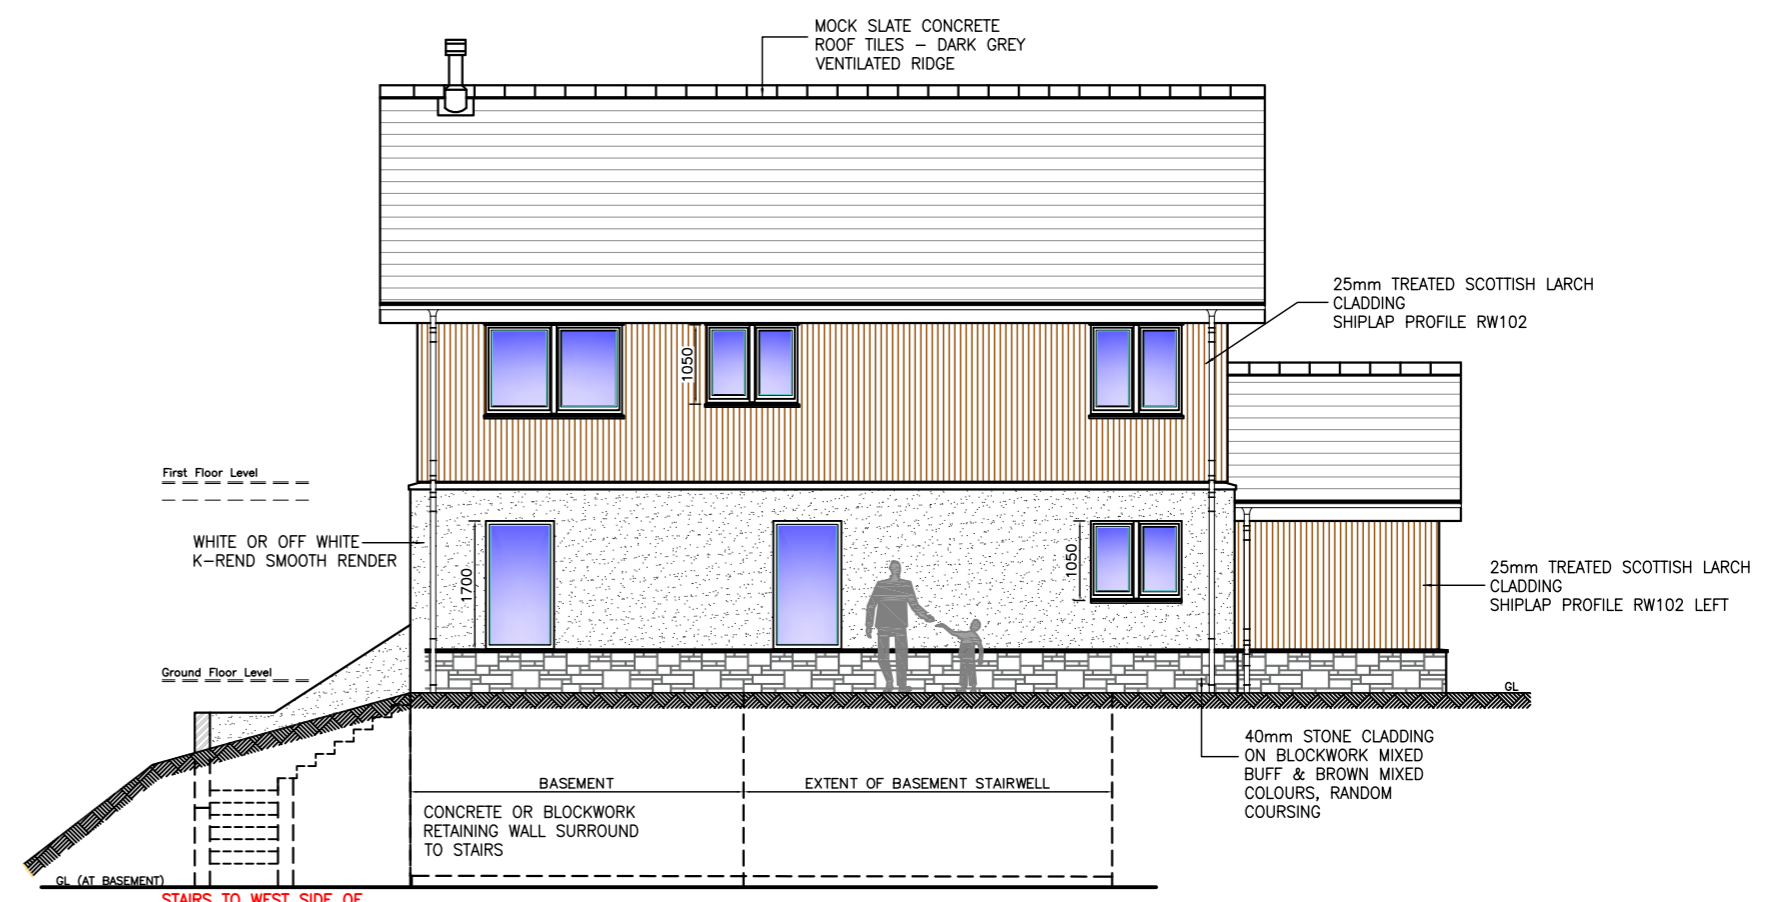 MOCK SLATE CONCRETE
ROOF TILES - DARK GREY
VENTILATED RIDGE
25mm TREATED SCOTTISH LARCH
CLADDING
SHIPLAP PROFILE RW102
1050
First Floor Level
WHITE OR OFF WHITE
K-REND SMOOTH RENDER
1700
1050
25mm TREATED SCOTTISH LARCH
CLADDING
SHIPLAP PROFILE RW102 LEFT
Ground Floor Level
GL
40mm STONE CLADDING
ON BLOCKWORK MIXED
BUFF & BROWN MIXED
COLOURS, RANDOM
COURSING
BASEMENT
EXTENT OF BASEMENT STAIRWELL
CONCRETE OR BLOCKWORK
RETAINING WALL SURROUND
TO STAIRS
GL (AT BASEMENT)
STAIRS TO WEST SIDE OF